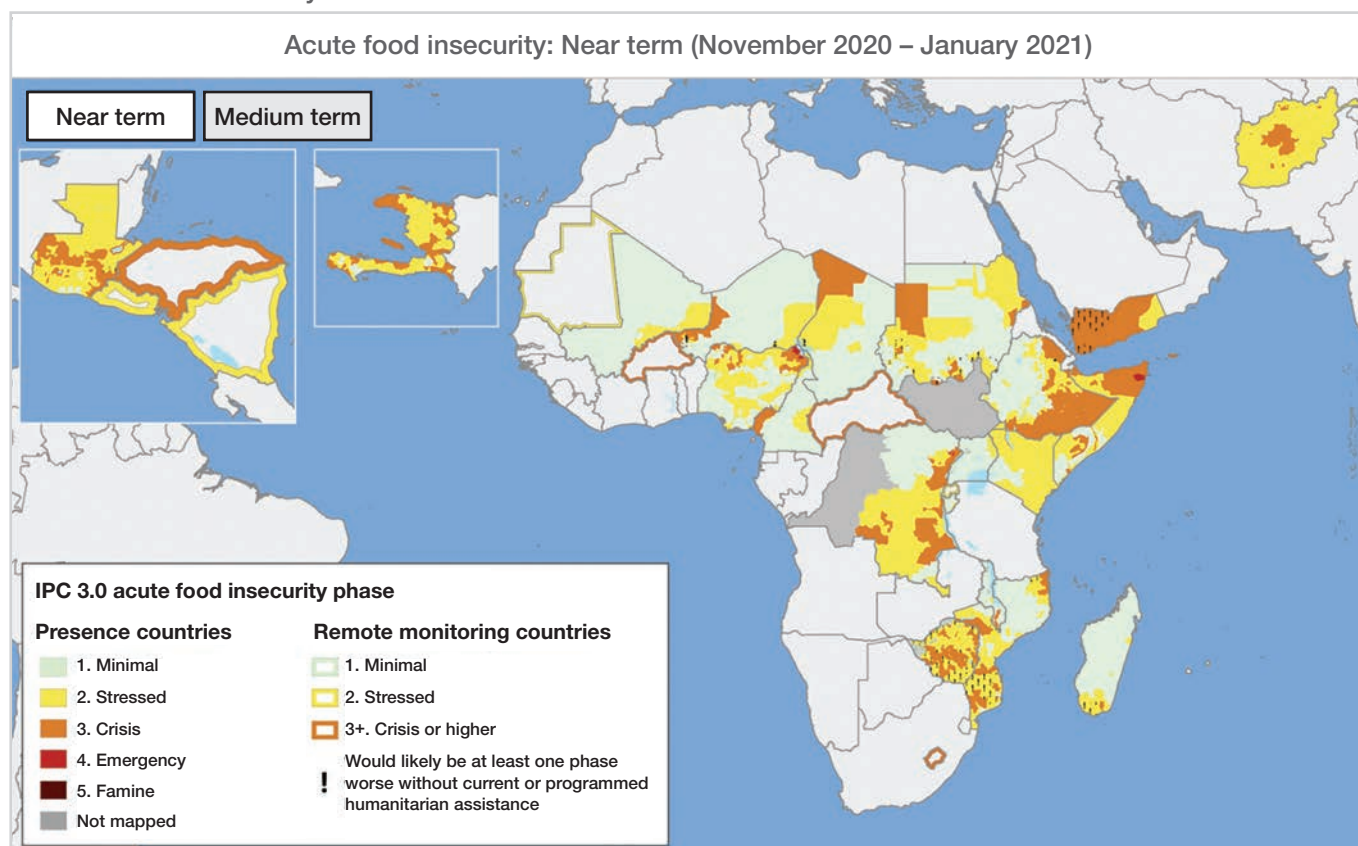 Acute food insecurity: Near term (November 2020 – January 2021)
Near term
Medium term
IPC 3.0 acute food insecurity phase
Presence countries
1. Minimal
2. Stressed
3. Crisis
4. Emergency
5. Famine
Not mapped
Remote monitoring countries
1. Minimal
2. Stressed
3+. Crisis or higher
! Would likely be at least one phase
worse without current or programmed
humanitarian assistance